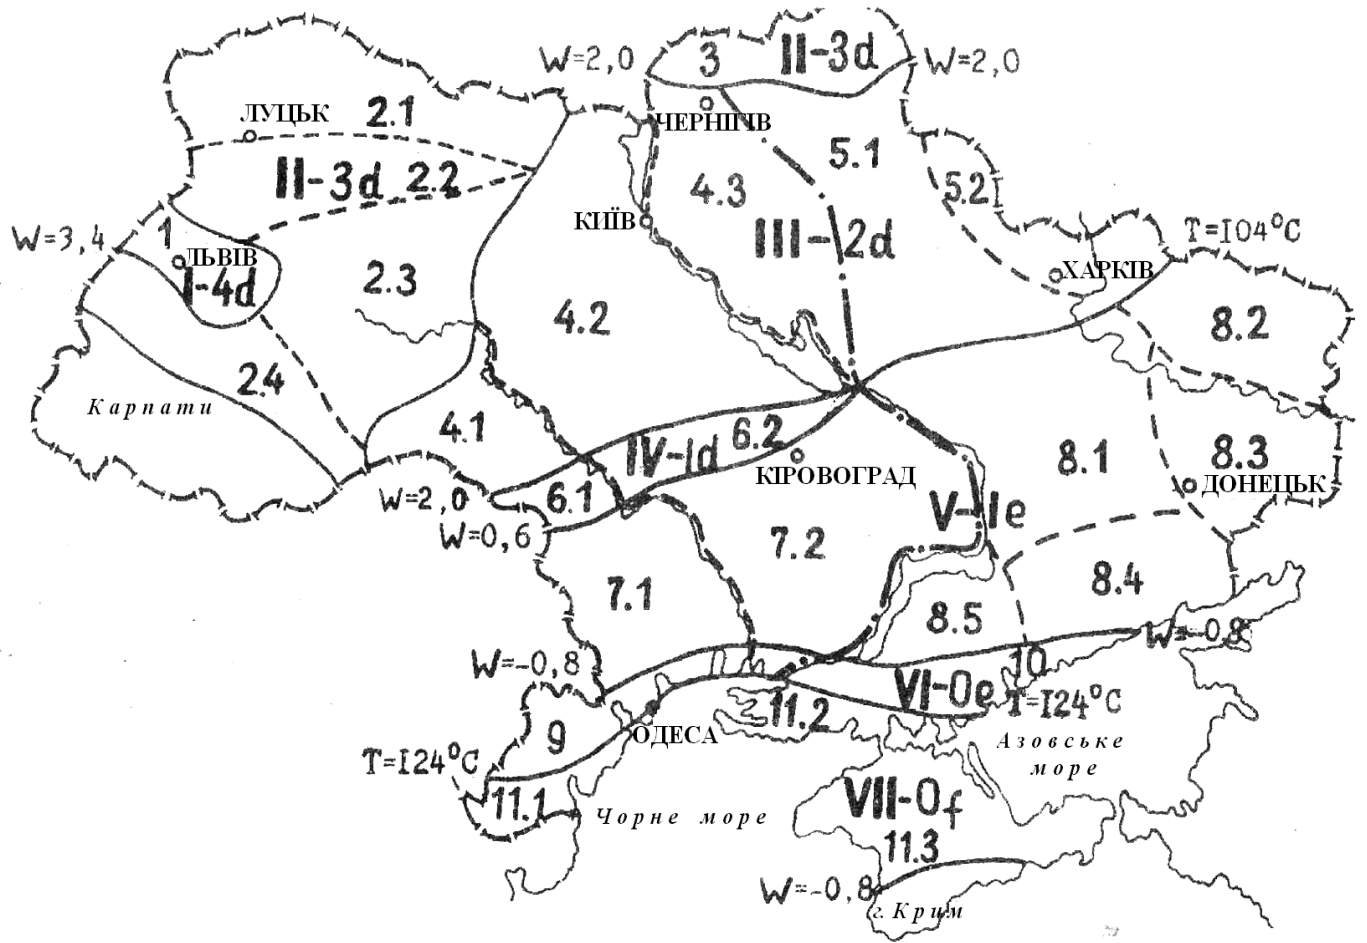 W=2,0
3
II-3d
W=2,0
ЛУЦЬК
2.1
ЧЕРНІГІВ
5.1
II-3d 2.2
4.3
5.2
КИЇВ
W=3,4
1
ЛЬВІВ
I-4d
III-2d
T=104°C
ХАРКІВ
2.3
4.2
8.2
2.4
Карпати
4.1
IV-Id
6.2
КІРОВОГРАД
8.1
8.3
ДОНЕЦЬК
W=2,0
6.1
W=0,6
7.2
V-Ie
7.1
8.4
8.5
W=-0,8
W=-0,8
10
VI-0e
T=124°C
9
ОДЕСА
11.2
T=124°C
11.1
Азовське
море
Чорне море
VII-0f
11.3
W=-0,8
г. Крим